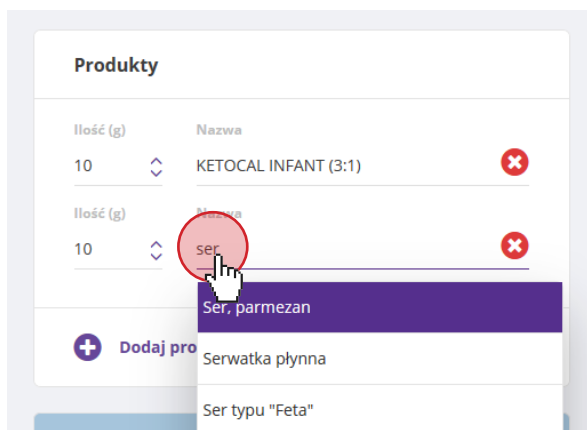 Produkty
Ilość (g) Nazwa
10 KETOCAL INFANT (3:1)
Ilość (g) Nazwa
10 ser
Ser, parmezan
Dodaj pro
Serwatka płynna
Ser typu "Feta"